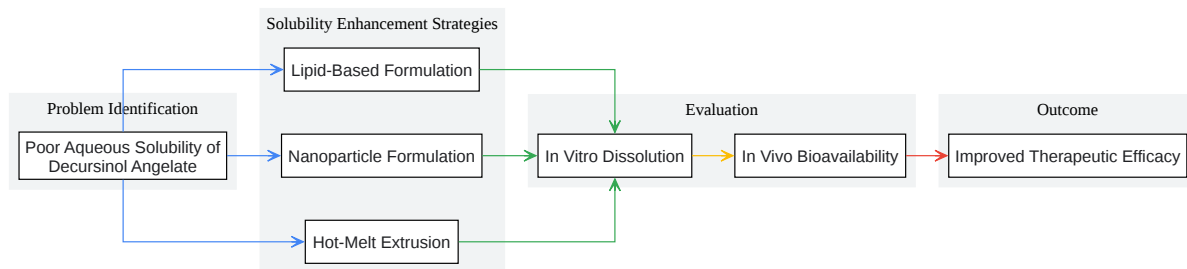 Solubility Enhancement Strategies
Lipid-Based Formulation
Problem Identification
Poor Aqueous Solubility of
Decursinol Angelate
Nanoparticle Formulation
Hot-Melt Extrusion
Evaluation
In Vitro Dissolution
In Vivo Bioavailability
Outcome
Improved Therapeutic Efficacy